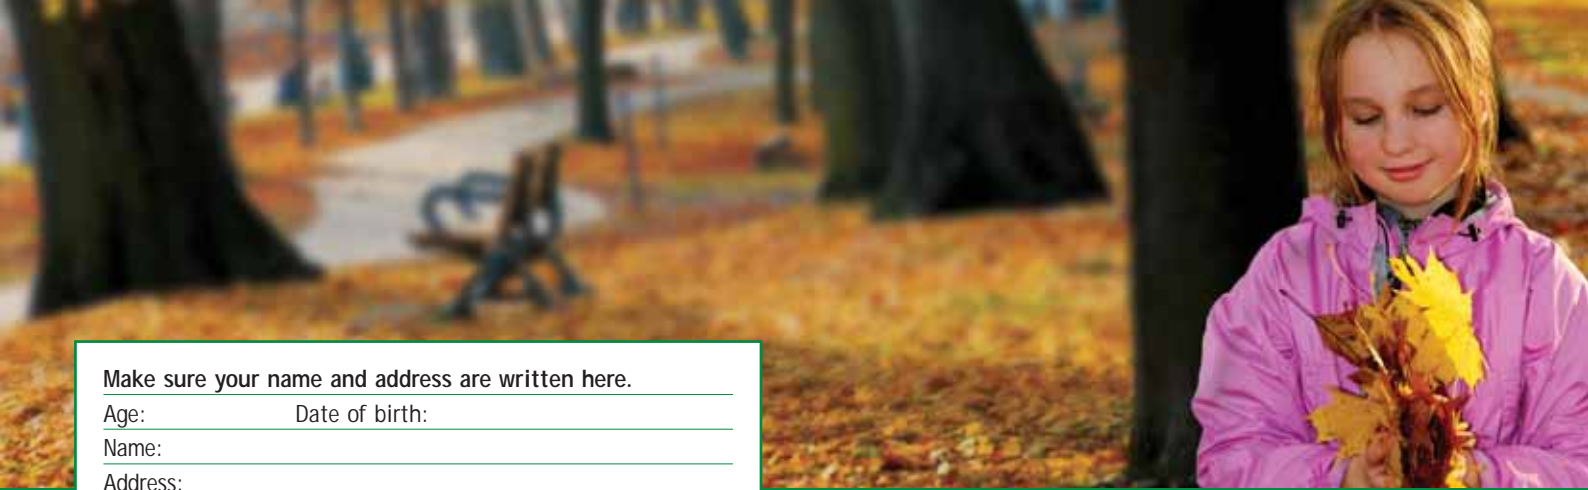 Make sure your name and address are written here.
Age: Date of birth:
Name:
Address: